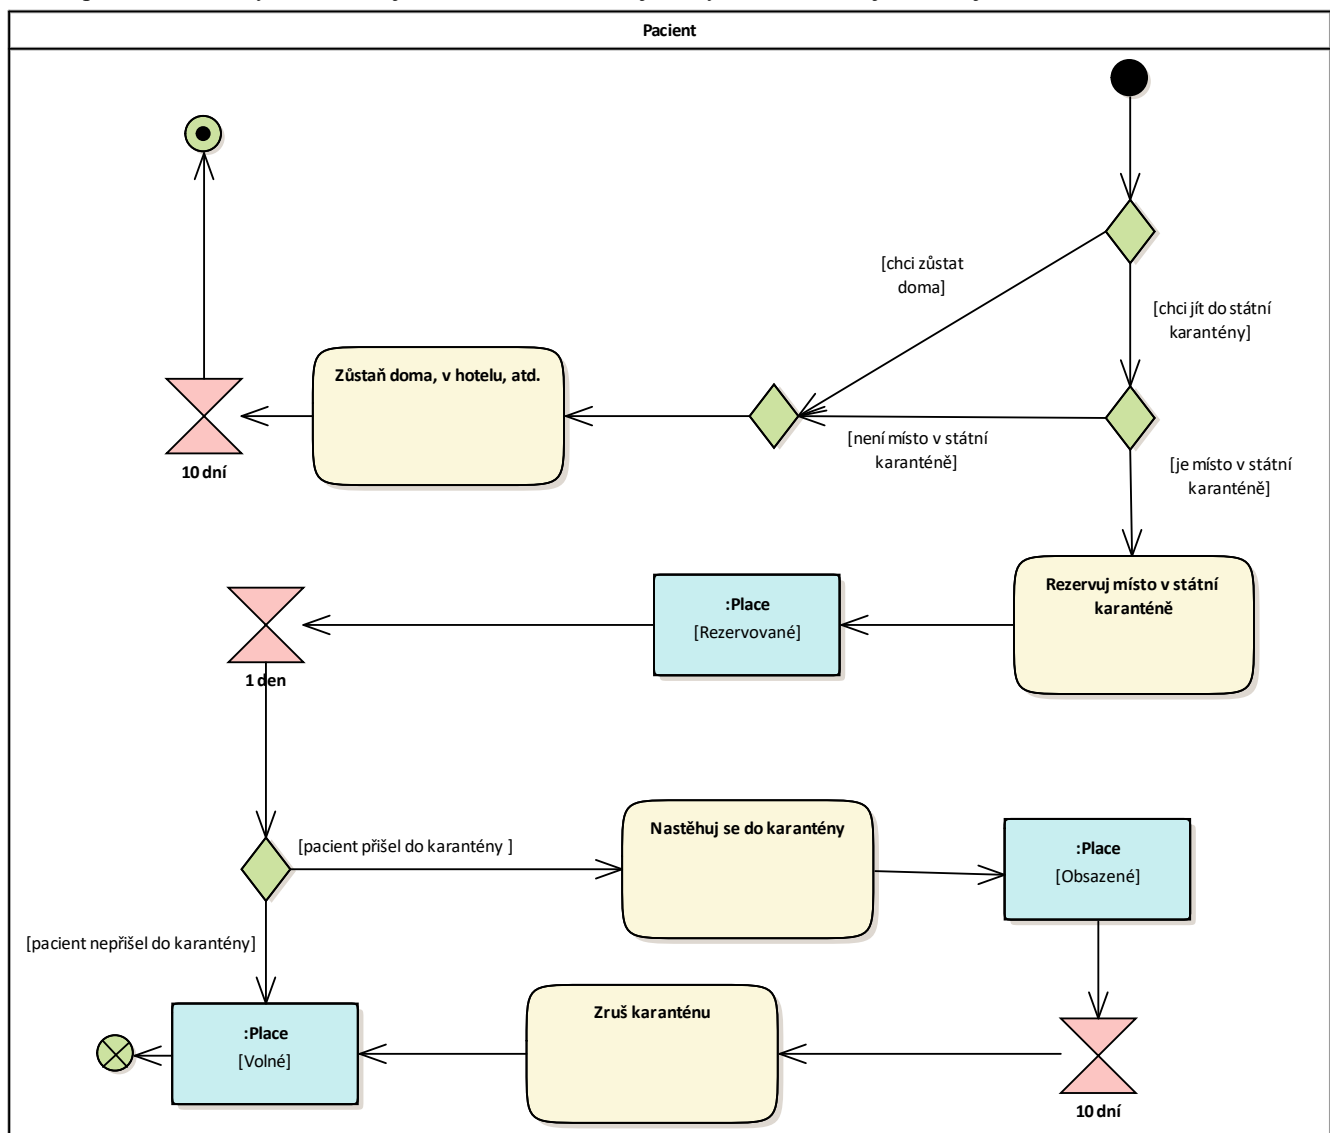 Pacient
[chci zůstat
doma]
[chci jít do státní
karantény]
Zůstaň doma, v hotelu, atd.
10 dní
[není místo v státní
karanténě]
[je místo v státní
karanténě]
Rezervuj místo v státní
karanténě
:Place
[Rezervované]
1 den
[pacient přišel do karantény ]
Nastěhuj se do karantény
:Place
[Obsazené]
[pacient nepřišel do karantény]
Zruš karanténu
:Place
[Volné]
10 dní